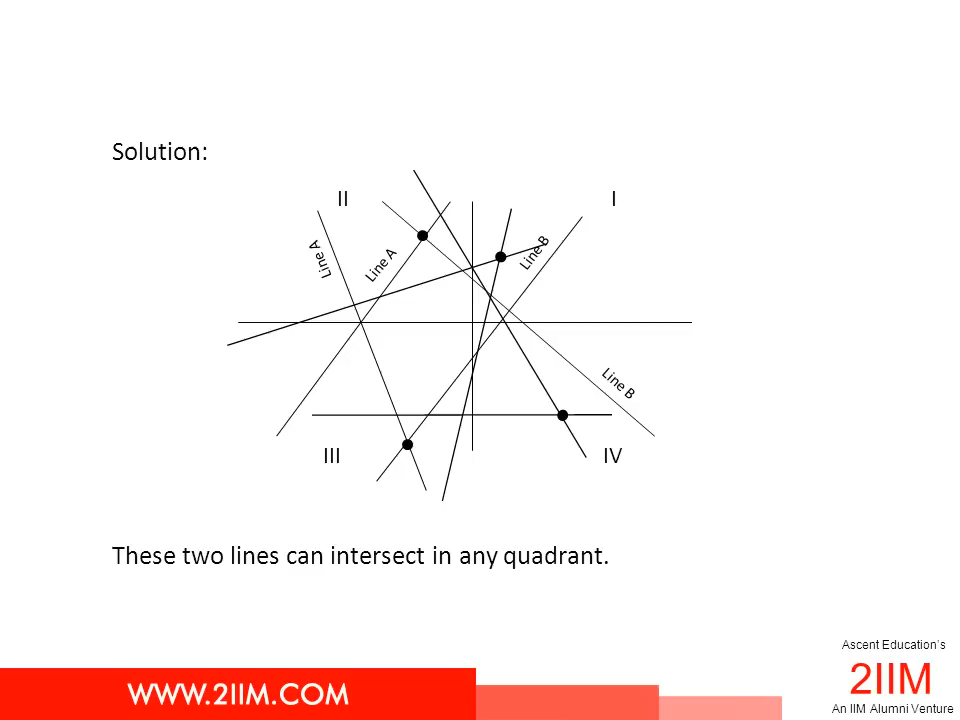 Solution:
II
I
Line A
Line A
Line B
Line B
III
IV
These two lines can intersect in any quadrant.
Ascent Education's
2IIM
An IIM Alumni Venture
WWW.2IIM.COM